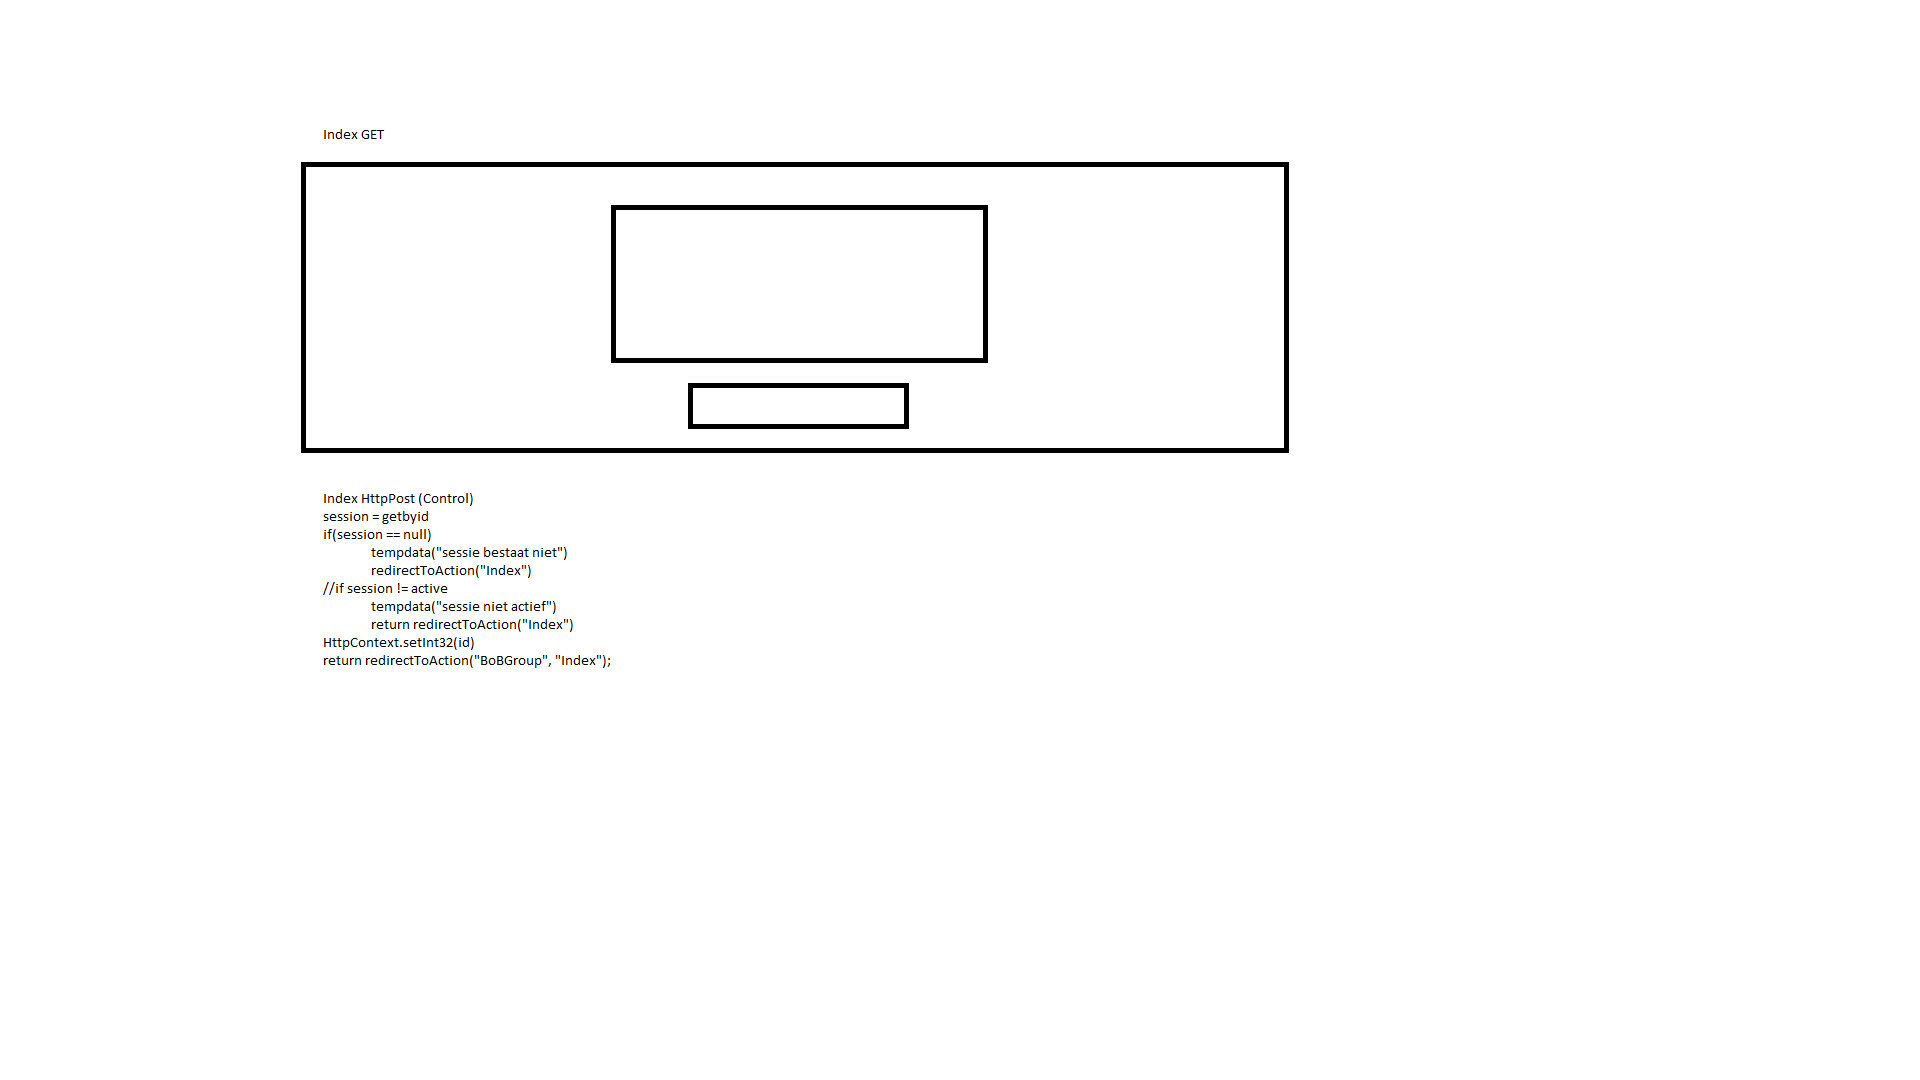 Index GET
Index HttpPost (Control)
session = getbyid
if(session == null)
tempdata("sessie bestaat niet")
redirectToAction("Index")
//if session != active
tempdata("sessie niet actief")
return redirectToAction("Index")
HttpContext.setInt32(id)
return redirectToAction("BoBGroup", "Index");